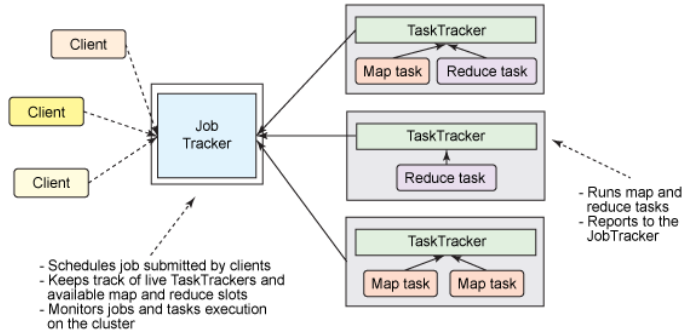 Client
Client
Client
Job
Tracker
TaskTracker
Map task
Reduce task
TaskTracker
Reduce task
TaskTracker
Map task
Map task
- Schedules job submitted by clients
- Keeps track of live TaskTrackers and
available map and reduce slots
- Monitors jobs and tasks execution
on the cluster
- Runs map and
reduce tasks
- Reports to the
JobTracker